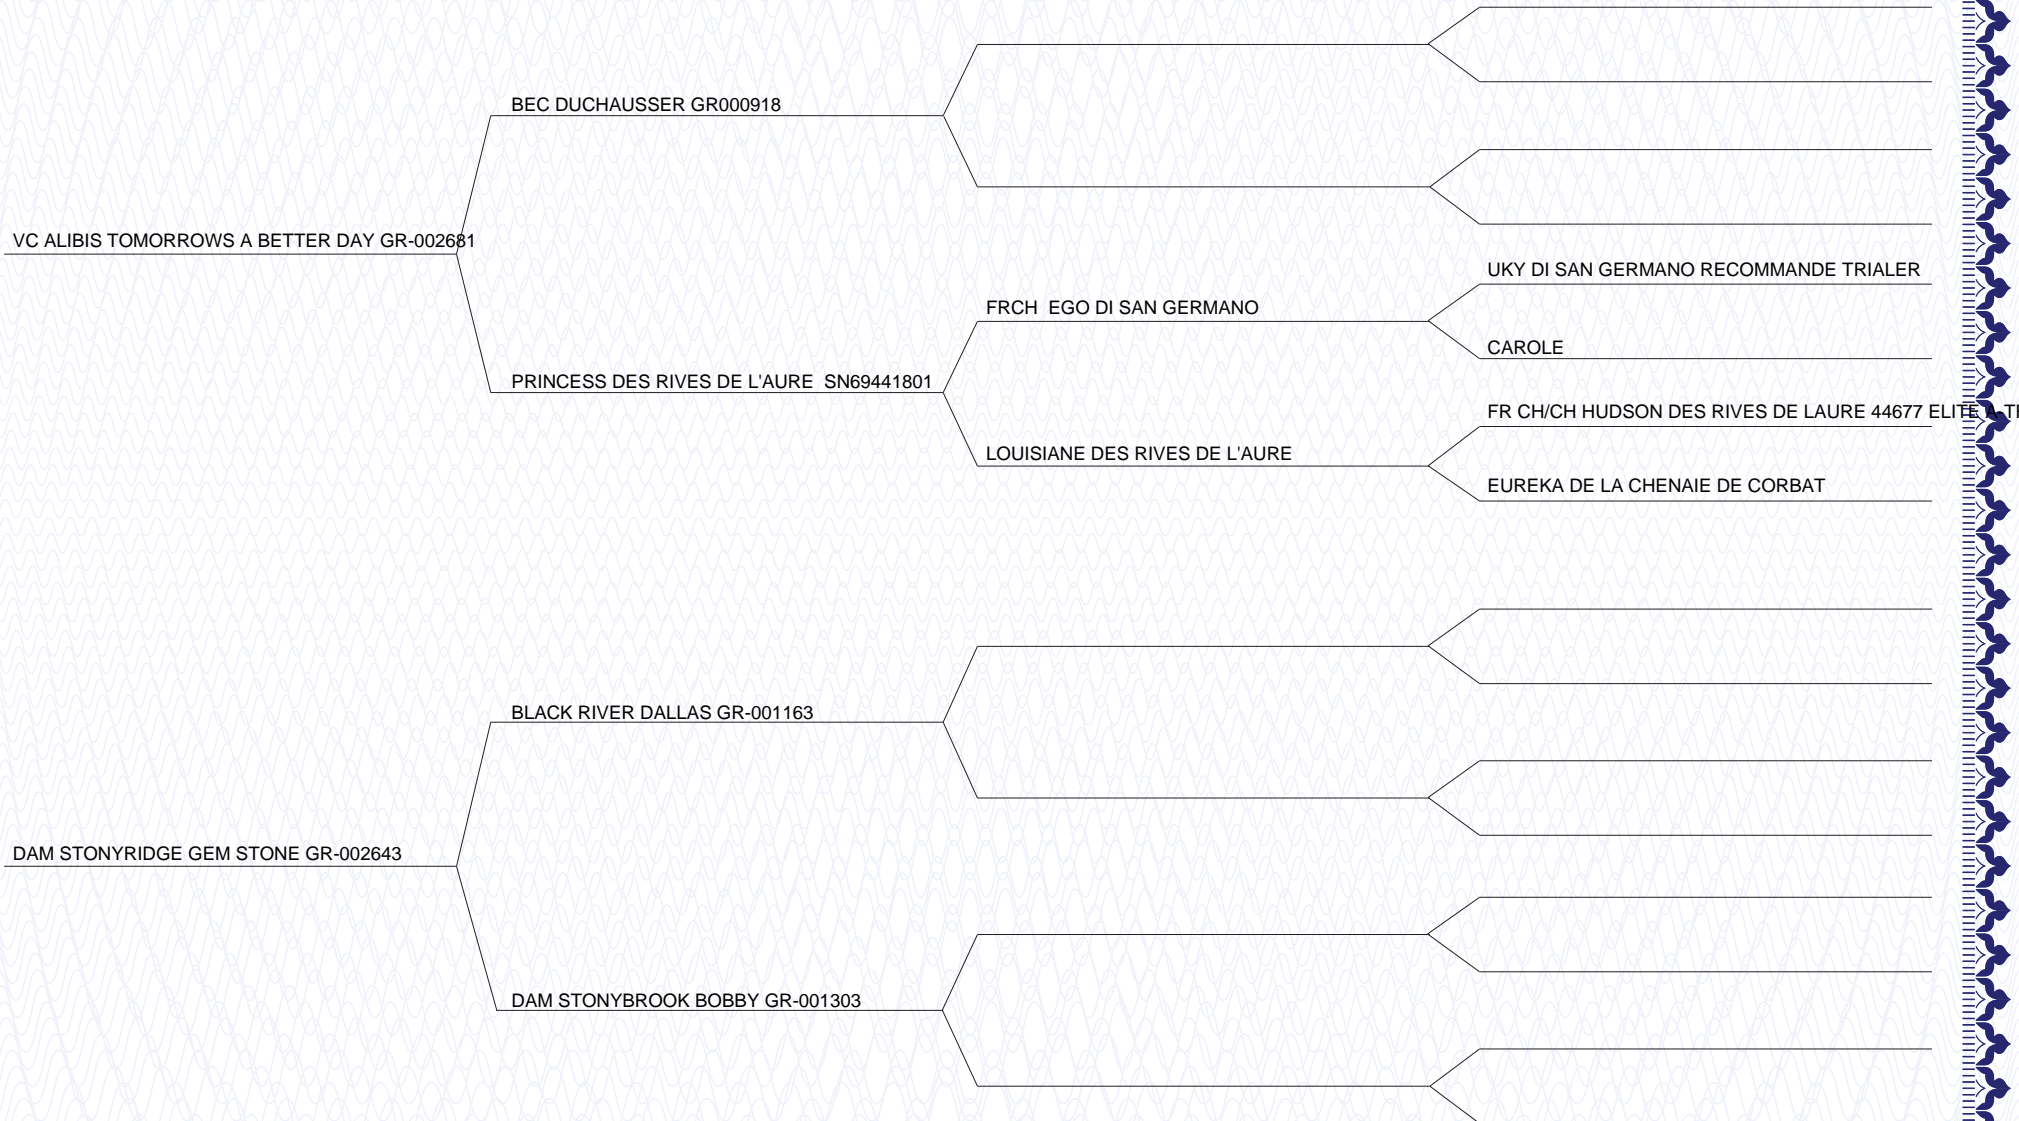 BEC DUCHAUSSER GR000918
VC ALIBIS TOMORROWS A BETTER DAY GR-002681
UKY DI SAN GERMANO RECOMMANDE TRIALER
FRCH EGO DI SAN GERMANO
CAROLE
PRINCESS DES RIVES DE L'AURE SN69441801
FR CH/CH HUDSON DES RIVES DE LAURE 44677 ELITE
LOUISIANE DES RIVES DE L'AURE
EUREKA DE LA CHENAIE DE CORBAT
BLACK RIVER DALLAS GR-001163
DAM STONYRIDGE GEM STONE GR-002643
DAM STONYBROOK BOBBY GR-001303